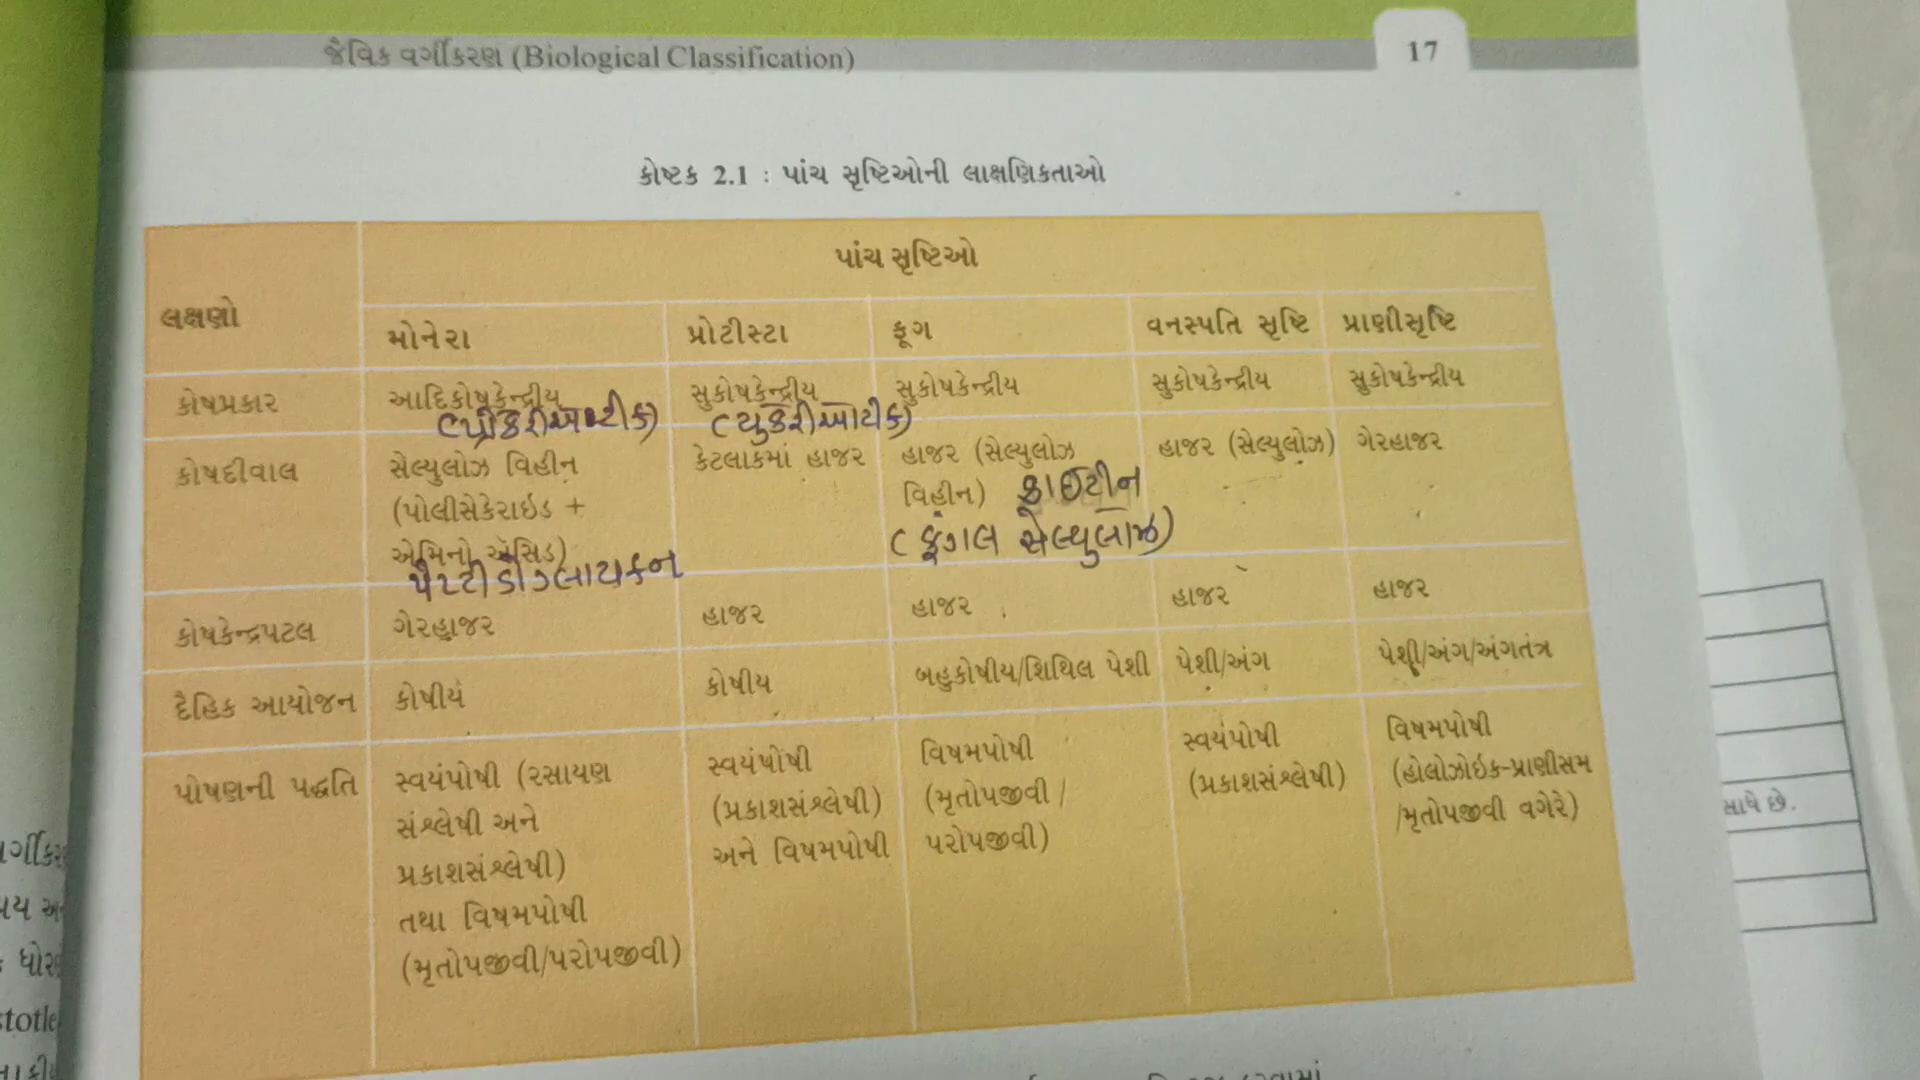 જૈવિક વર્ગીકરણ (Biological Classification)
17
કોષ્ટક 2.1 : પાંચ સૃષ્ટિઓની લાક્ષણિકતાઓ
લક્ષણો
પાંચ સૃષ્ટિઓ
મોનેરા
પ્રોટીસ્ટા
ફૂગ
વનસ્પતિ સૃષ્ટિ
પ્રાણીસૃષ્ટિ
કોષપ્રકાર
આદિકોષકેન્દ્રીય
(પ્રોકેરીઓટીક)
સુકોષકેન્દ્રીય
(યુકેરીઓટીક)
સુકોષકેન્દ્રીય
સુકોષકેન્દ્રીય
સુકોષકેન્દ્રીય
કોષદીવાલ
સેલ્યુલોઝ વિહીન
(પોલીસેકેરાઇડ +
એમિનો ઍસિડ)
પેપ્ટીડોગ્લાયકન
કેટલાકમાં હાજર
હાજર (સેલ્યુલોઝ
વિહીન) કાઈટીન
(ફંગલ સેલ્યુલોઝ)
હાજર (સેલ્યુલોઝ)
ગેરહાજર
કોષકેન્દ્રપટલ
ગેરહાજર
હાજર
હાજર
હાજર
હાજર
દૈહિક આયોજન
કોષીય
કોષીય
બહુકોષીય/શિથિલ પેશી
પેશી/અંગ
પેશી/અંગ/અંગતંત્ર
પોષણની પદ્ધતિ
સ્વયંપોષી (રસાયણ
સંશ્લેષી અને
પ્રકાશસંશ્લેષી)
તથા વિષમપોષી
(મૃતોપજીવી/પરોપજીવી)
સ્વયંપોષી
(પ્રકાશસંશ્લેષી)
અને વિષમપોષી
વિષમપોષી
(મૃતોપજીવી /
પરોપજીવી)
સ્વયંપોષી
(પ્રકાશસંશ્લેષી)
વિષમપોષી
(હોલોઝોઇક-પ્રાણીસમ
/મૃતોપજીવી વગેરે)
સાથે છે.